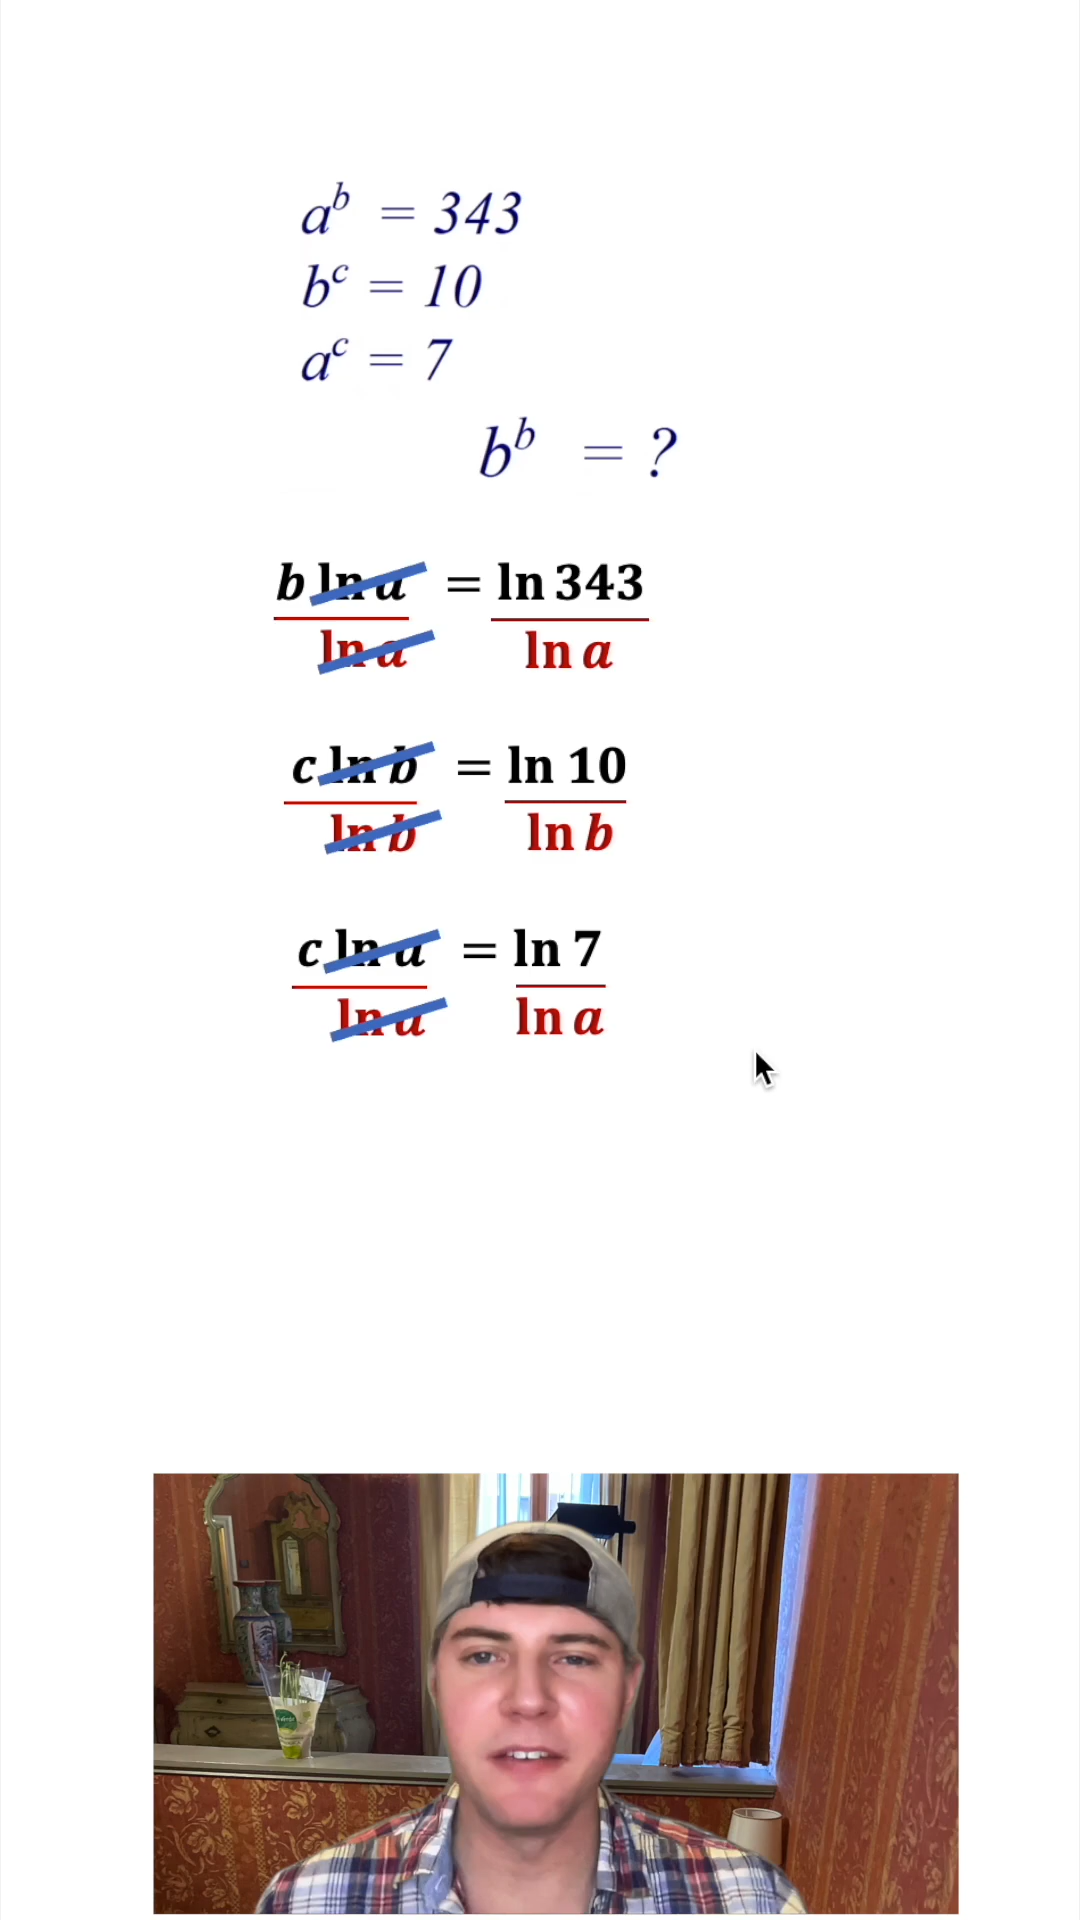 a^b = 343
b^c = 10
a^c = 7
b^b = ?
b ln a = ln 343
ln a ln a
c ln b = ln 10
ln b ln b
c ln a = ln 7
ln a ln a